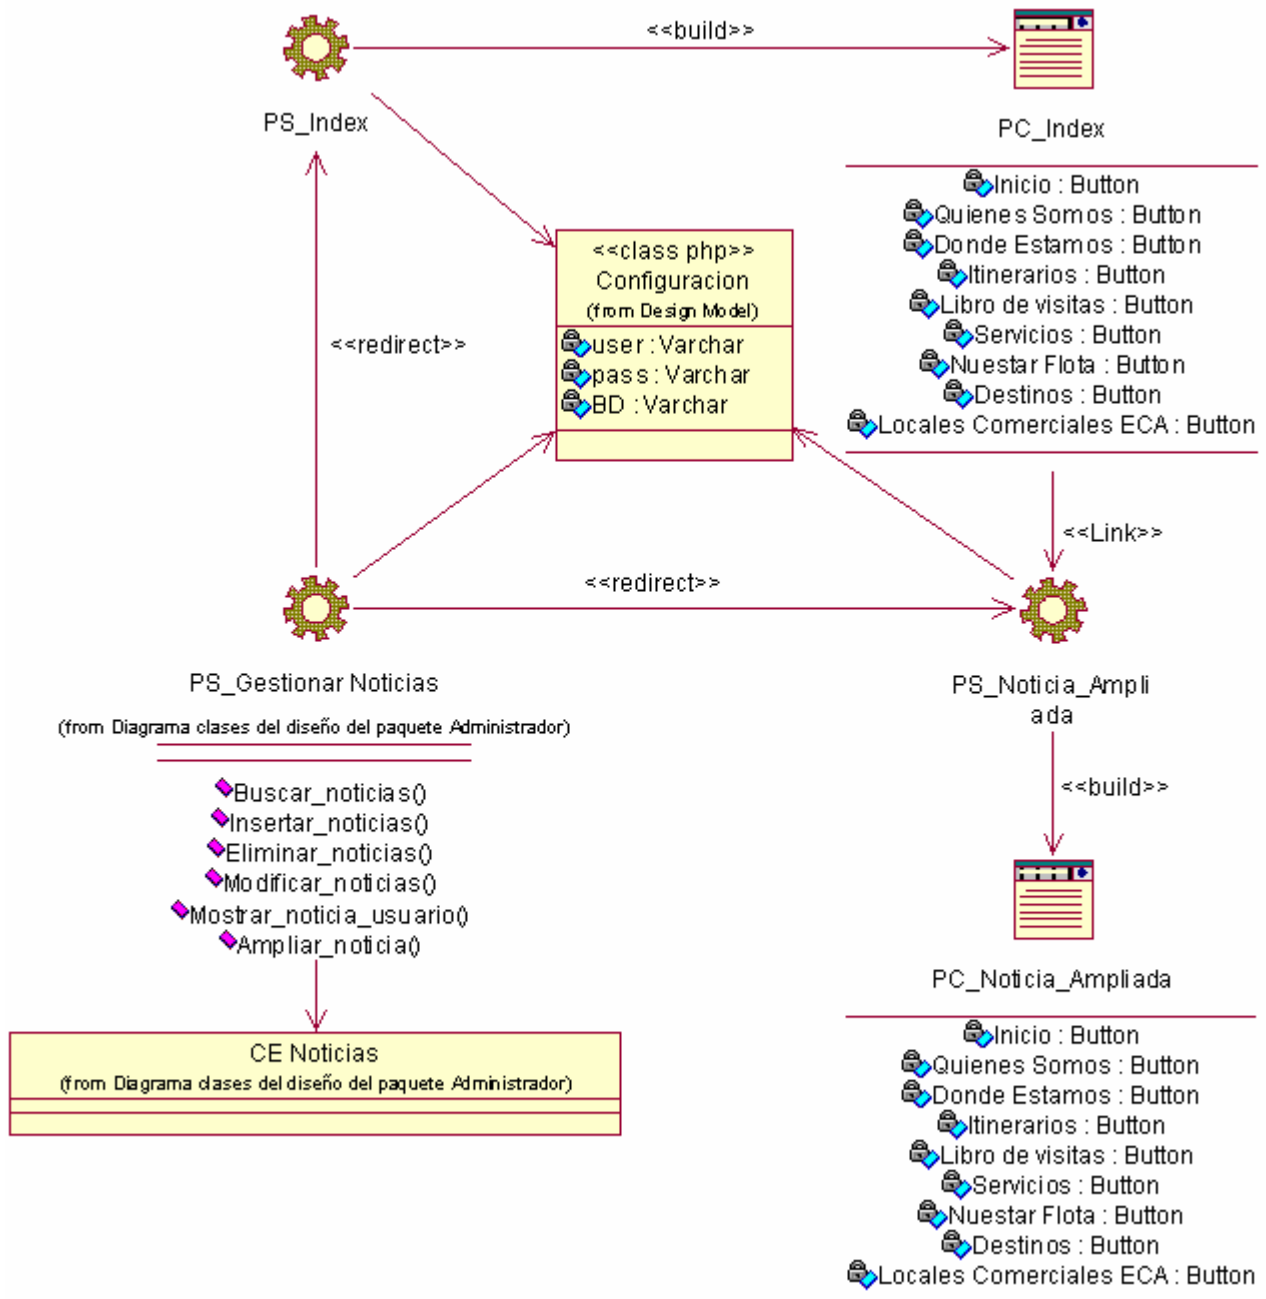 <<build>>
PS_Index
PC_Index
Inicio : Button
Quienes Somos : Button
Donde Estamos : Button
Itinerarios : Button
Libro de visitas : Button
Servicios : Button
Nuestar Flota : Button
Destinos : Button
Locales Comerciales ECA : Button
<<class php>>
Configuracion
(from Design Model)
user : Varchar
pass : Varchar
BD : Varchar
<<redirect>>
<<Link>>
<<redirect>>
PS_Gestionar Noticias
(from Diagrama clases del diseño del paquete Administrador)
Buscar_noticias()
Insertar_noticias()
Eliminar_noticias()
Modificar_noticias()
Mostrar_noticia_usuario()
Ampliar_noticia()
PS_Noticia_Ampli
ada
<<build>>
CE Noticias
(from Diagrama clases del diseño del paquete Administrador)
PC_Noticia_Ampliada
Inicio : Button
Quienes Somos : Button
Donde Estamos : Button
Itinerarios : Button
Libro de visitas : Button
Servicios : Button
Nuestar Flota : Button
Destinos : Button
Locales Comerciales ECA : Button